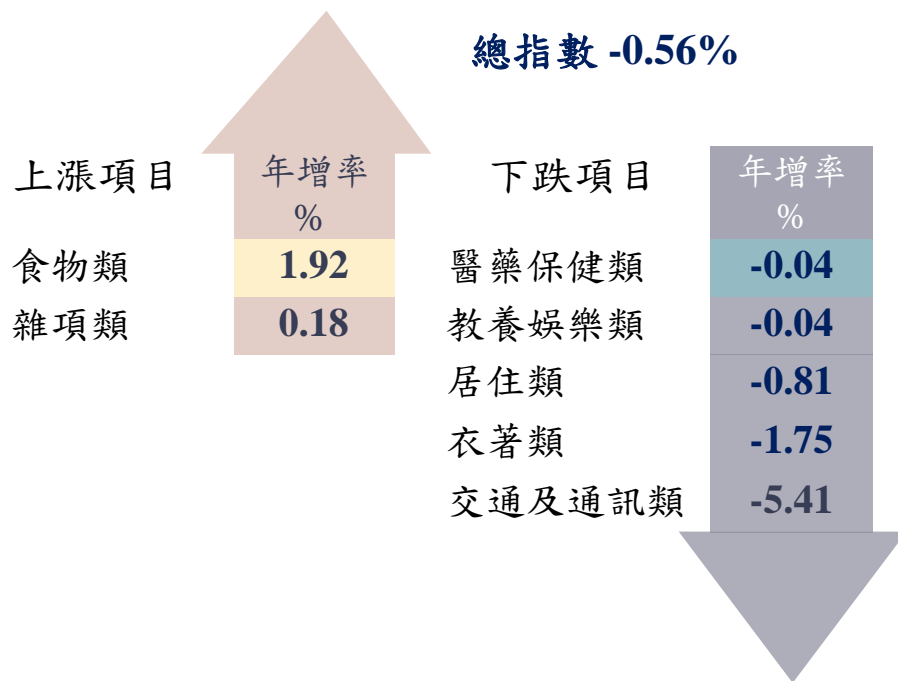 總指數 -0.56%
上漲項目 年增率 % 下跌項目 年增率 %
食物類 1.92 醫藥保健類 -0.04
雜項類 0.18 教養娛樂類 -0.04
居住類 -0.81
衣著類 -1.75
交通及通訊類 -5.41